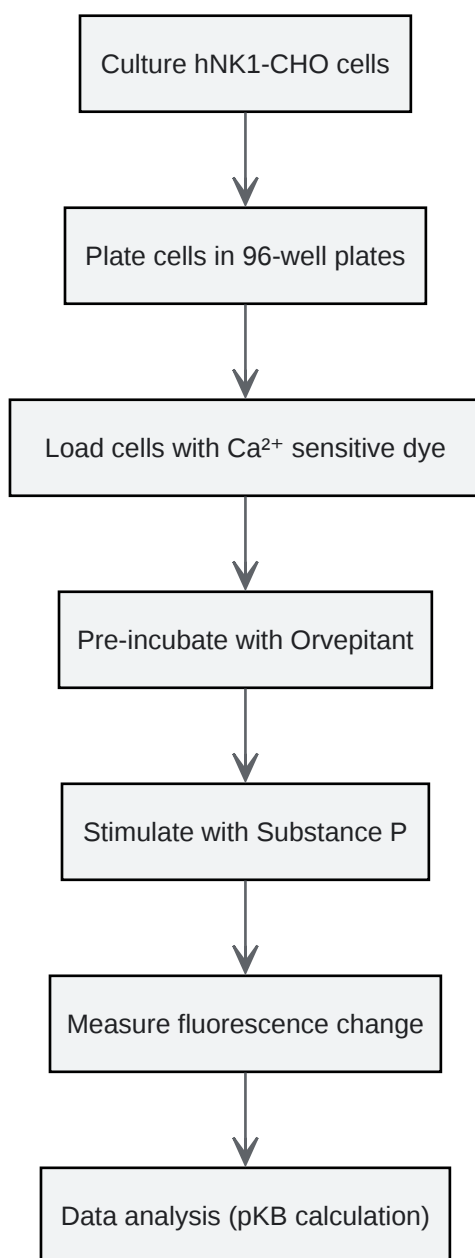 Culture hNK1-CHO cells
Plate cells in 96-well plates
Load cells with Ca²⁺ sensitive dye
Pre-incubate with Orvepitant
Stimulate with Substance P
Measure fluorescence change
Data analysis (pKB calculation)